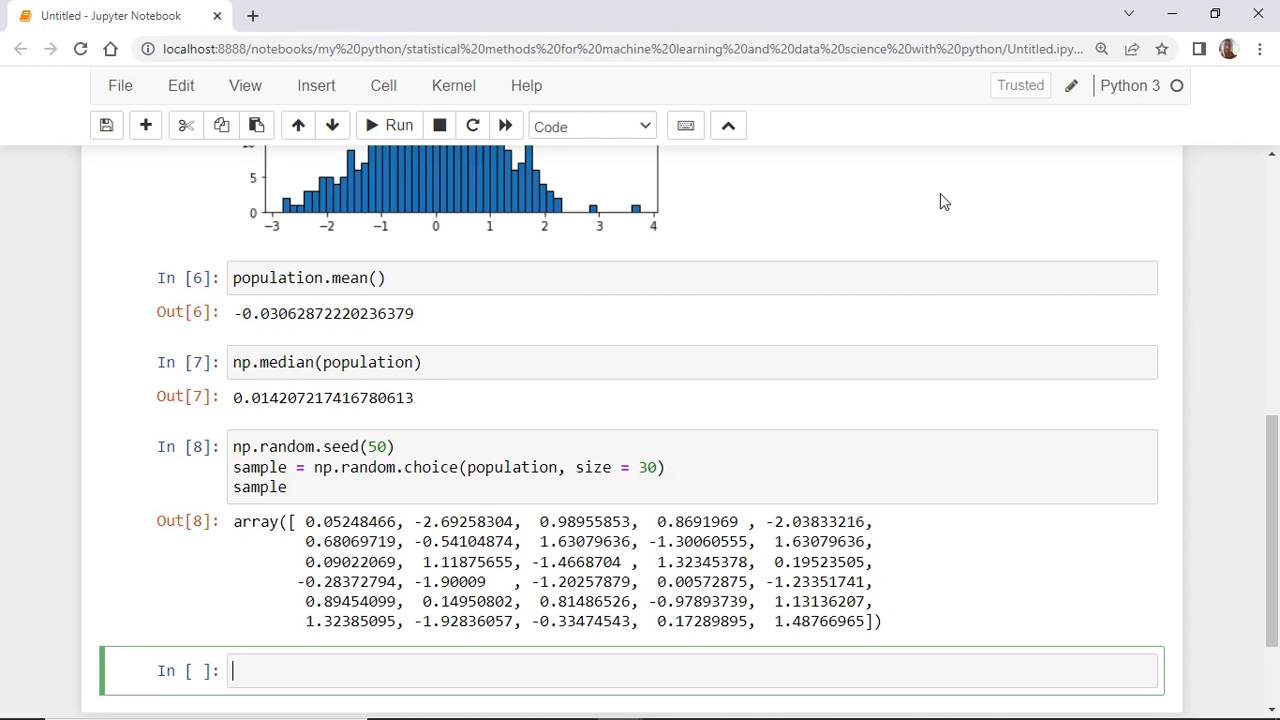 Untitled - Jupyter Notebook
localhost:8888/notebooks/my%20python/statistical%20methods%20for%20machine%20learning%20and%20data%20science%20with%20python/Untitled.ipy...
File Edit View Insert Cell Kernel Help Trusted Python 3
Run Code
5
0
−3 −2 −1 0 1 2 3 4
In [6]: population.mean()
Out[6]: -0.03062872220236379
In [7]: np.median(population)
Out[7]: 0.014207217416780613
In [8]: np.random.seed(50)
sample = np.random.choice(population, size = 30)
sample
Out[8]: array([ 0.05248466, -2.69258304, 0.98955853, 0.8691969 , -2.03833216,
0.68069719, -0.54104874, 1.63079636, -1.30060555, 1.63079636,
0.09022069, 1.11875655, -1.4668704 , 1.32345378, 0.19523505,
-0.28372794, -1.90009 , -1.20257879, 0.00572875, -1.23351741,
0.89454099, 0.14950802, 0.81486526, -0.97893739, 1.13136207,
1.32385095, -1.92836057, -0.33474543, 0.17289895, 1.48766965])
In [ ]: